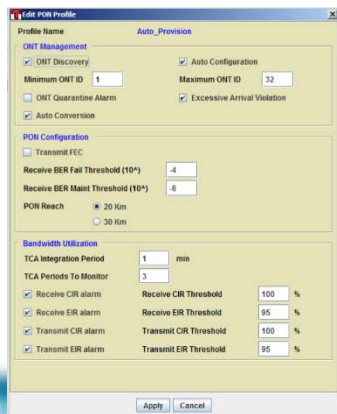 Edit PON Profile
Profile Name Auto_Provision
ONT Management
ONT Discovery Auto Configuration
Minimum ONT ID 1 Maximum ONT ID 32
ONT Quarantine Alarm Excessive Arrival Violation
Auto Conversion
PON Configuration
Transmit FEC
Receive BER Fail Threshold (10^) -4
Receive BER Maint Threshold (10^) -6
PON Reach 20 Km
30 Km
Bandwidth Utilization
TCA Integration Period 1 min
TCA Periods To Monitor 3
Receive CIR alarm Receive CIR Threshold 100 %
Receive EIR alarm Receive EIR Threshold 95 %
Transmit CIR alarm Transmit CIR Threshold 100 %
Transmit EIR alarm Transmit EIR Threshold 95 %
Apply Cancel